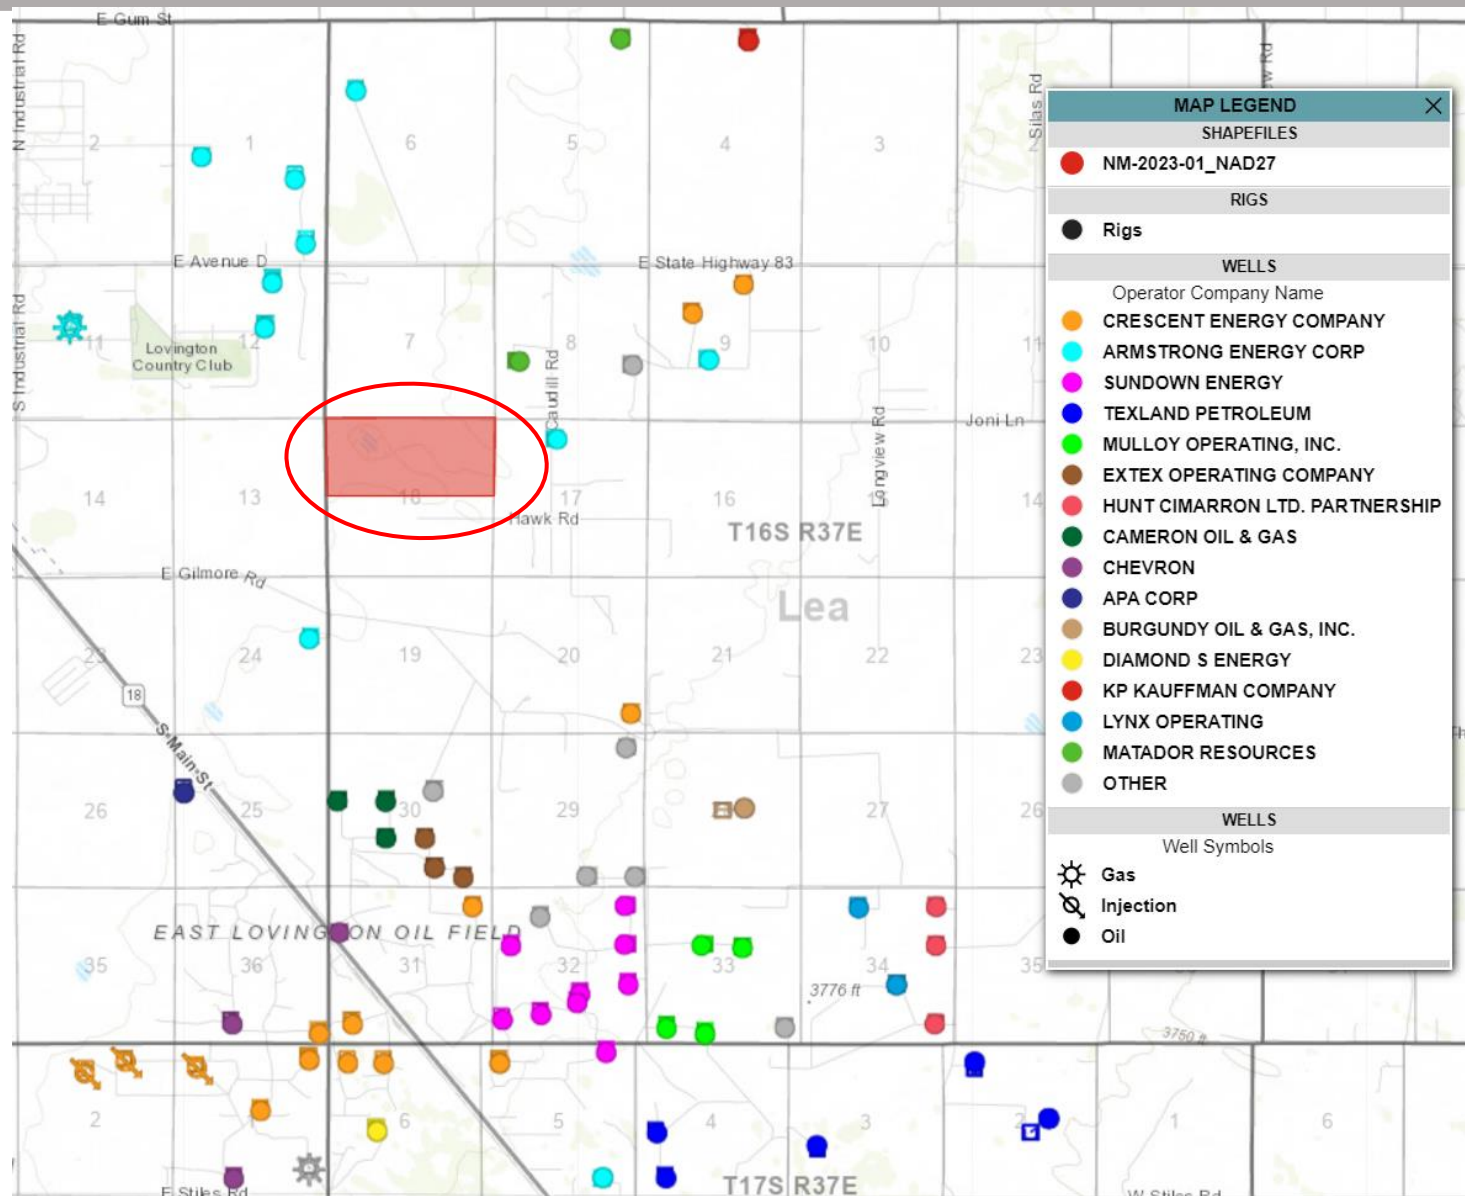 E Gum St
N Industrial Rd
Silas Rd
w Rd
2
1
6
5
4
3
E Avenue D
E State Highway 83
S Industrial Rd
11
Lovington
Country Club
12
7
8
9
10
11
Caudill Rd
Longview Rd
Joni Ln
14
13
18
17
16
15
14
Hawk Rd
T16S R37E
E Gilmore Rd
Lea
23
24
19
20
21
22
23
18
S Main St
26
25
30
29
27
26
EAST LOVINGTON OIL FIELD
35
36
31
32
33
34
35
3776 ft
3750 ft
2
6
5
4
3
2
1
6
E Stiles Rd
T17S R37E
W Stiles Rd
MAP LEGEND
SHAPEFILES
NM-2023-01_NAD27
RIGS
Rigs
WELLS
Operator Company Name
CRESCENT ENERGY COMPANY
ARMSTRONG ENERGY CORP
SUNDOWN ENERGY
TEXLAND PETROLEUM
MULLOY OPERATING, INC.
EXTEX OPERATING COMPANY
HUNT CIMARRON LTD. PARTNERSHIP
CAMERON OIL & GAS
CHEVRON
APA CORP
BURGUNDY OIL & GAS, INC.
DIAMOND S ENERGY
KP KAUFFMAN COMPANY
LYNX OPERATING
MATADOR RESOURCES
OTHER
WELLS
Well Symbols
Gas
Injection
Oil